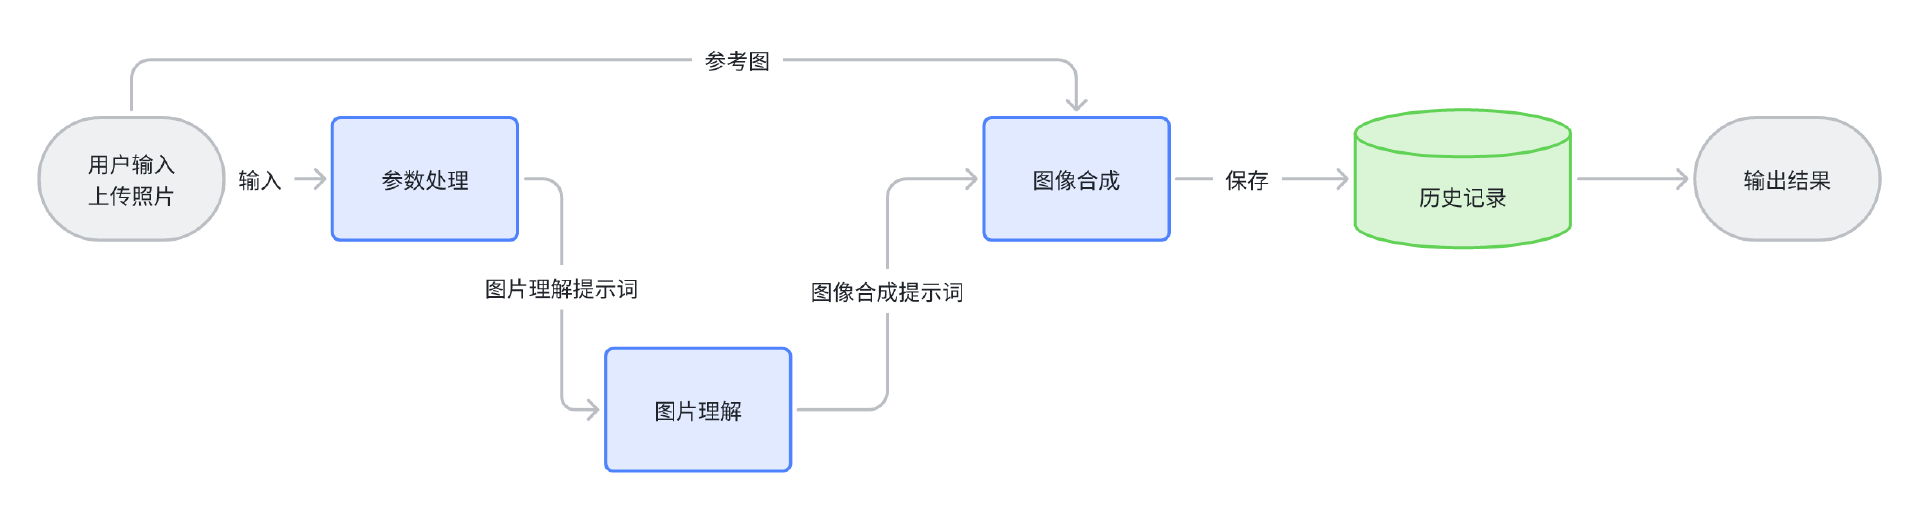 参考图
用户输入
上传照片
输入
参数处理
图像合成
保存
历史记录
输出结果
图片理解提示词
图像合成提示词
图片理解